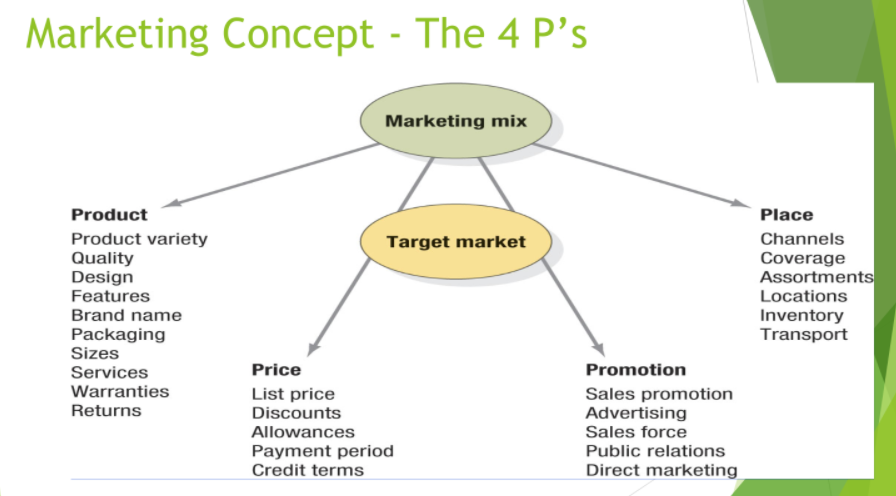 Marketing Concept - The 4 P's
Marketing mix
Target market
Product
Product variety
Quality
Design
Features
Brand name
Packaging
Sizes
Services
Warranties
Returns
Price
List price
Discounts
Allowances
Payment period
Credit terms
Promotion
Sales promotion
Advertising
Sales force
Public relations
Direct marketing
Place
Channels
Coverage
Assortments
Locations
Inventory
Transport